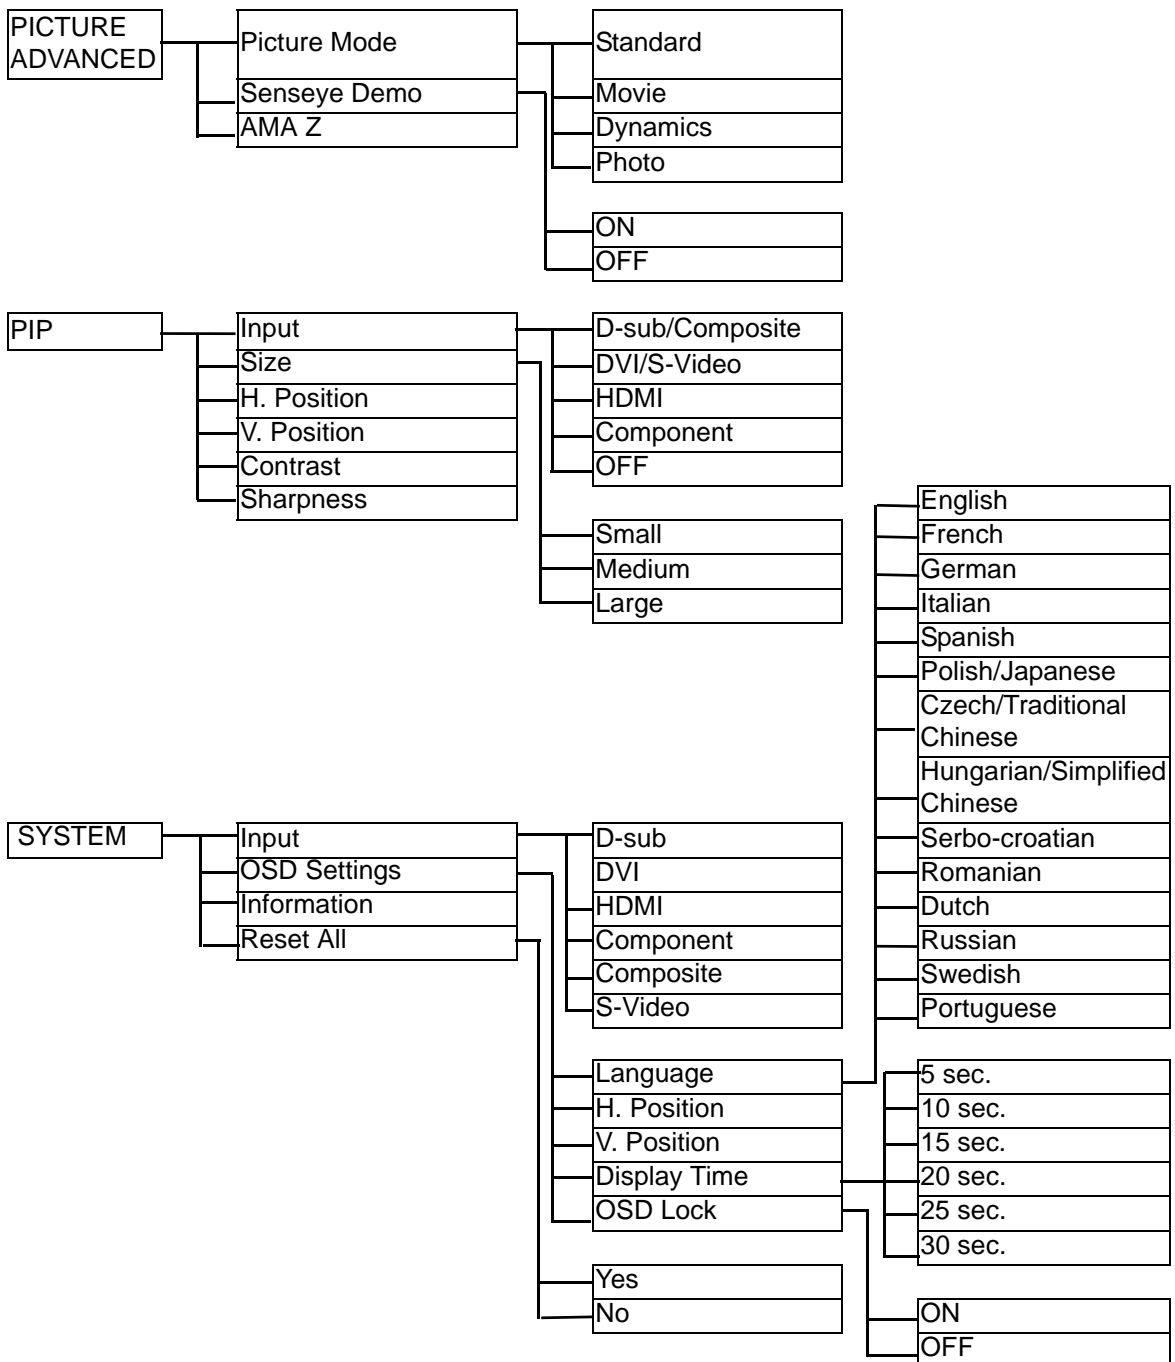 PICTURE
ADVANCED
Picture Mode
Senseye Demo
AMA Z
Standard
Movie
Dynamics
Photo
ON
OFF
PIP
Input
Size
H. Position
V. Position
Contrast
Sharpness
D-sub/Composite
DVI/S-Video
HDMI
Component
OFF
Small
Medium
Large
SYSTEM
Input
OSD Settings
Information
Reset All
D-sub
DVI
HDMI
Component
Composite
S-Video
Language
H. Position
V. Position
Display Time
OSD Lock
Yes
No
English
French
German
Italian
Spanish
Polish/Japanese
Czech/Traditional
Chinese
Hungarian/Simplified
Chinese
Serbo-croatian
Romanian
Dutch
Russian
Swedish
Portuguese
5 sec.
10 sec.
15 sec.
20 sec.
25 sec.
30 sec.
ON
OFF